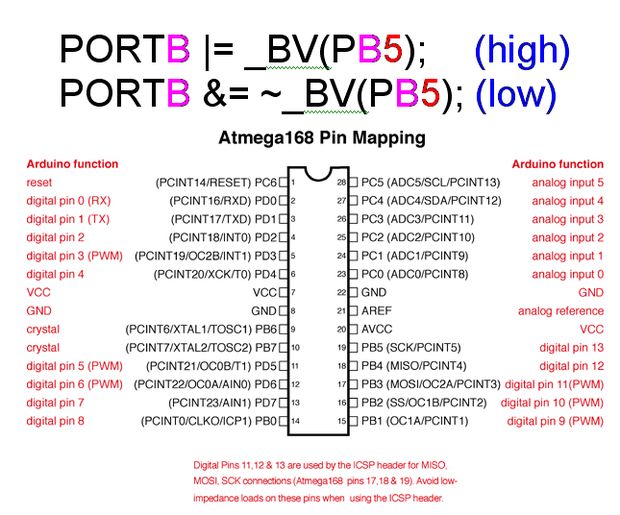 PORTB |= _BV(PB5); (high)
PORTB &= ~_BV(PB5); (low)
Atmega168 Pin Mapping
Arduino function Arduino function
reset (PCINT14/RESET) PC6 1 28 PC5 (ADC5/SCL/PCINT13) analog input 5
digital pin 0 (RX) (PCINT16/RXD) PD0 2 27 PC4 (ADC4/SDA/PCINT12) analog input 4
digital pin 1 (TX) (PCINT17/TXD) PD1 3 26 PC3 (ADC3/PCINT11) analog input 3
digital pin 2 (PCINT18/INT0) PD2 4 25 PC2 (ADC2/PCINT10) analog input 2
digital pin 3 (PWM) (PCINT19/OC2B/INT1) PD3 5 24 PC1 (ADC1/PCINT9) analog input 1
digital pin 4 (PCINT20/XCK/T0) PD4 6 23 PC0 (ADC0/PCINT8) analog input 0
VCC VCC 7 22 GND GND
GND GND 8 21 AREF analog reference
crystal (PCINT6/XTAL1/TOSC1) PB6 9 20 AVCC VCC
crystal (PCINT7/XTAL2/TOSC2) PB7 10 19 PB5 (SCK/PCINT5) digital pin 13
digital pin 5 (PWM) (PCINT21/OC0B/T1) PD5 11 18 PB4 (MISO/PCINT4) digital pin 12
digital pin 6 (PWM) (PCINT22/OC0A/AIN0) PD6 12 17 PB3 (MOSI/OC2A/PCINT3) digital pin 11(PWM)
digital pin 7 (PCINT23/AIN1) PD7 13 16 PB2 (SS/OC1B/PCINT2) digital pin 10 (PWM)
digital pin 8 (PCINT0/CLKO/ICP1) PB0 14 15 PB1 (OC1A/PCINT1) digital pin 9 (PWM)
Digital Pins 11,12 & 13 are used by the ICSP header for MISO,
MOSI, SCK connections (Atmega168 pins 17,18 & 19). Avoid low-
impedance loads on these pins when using the ICSP header.